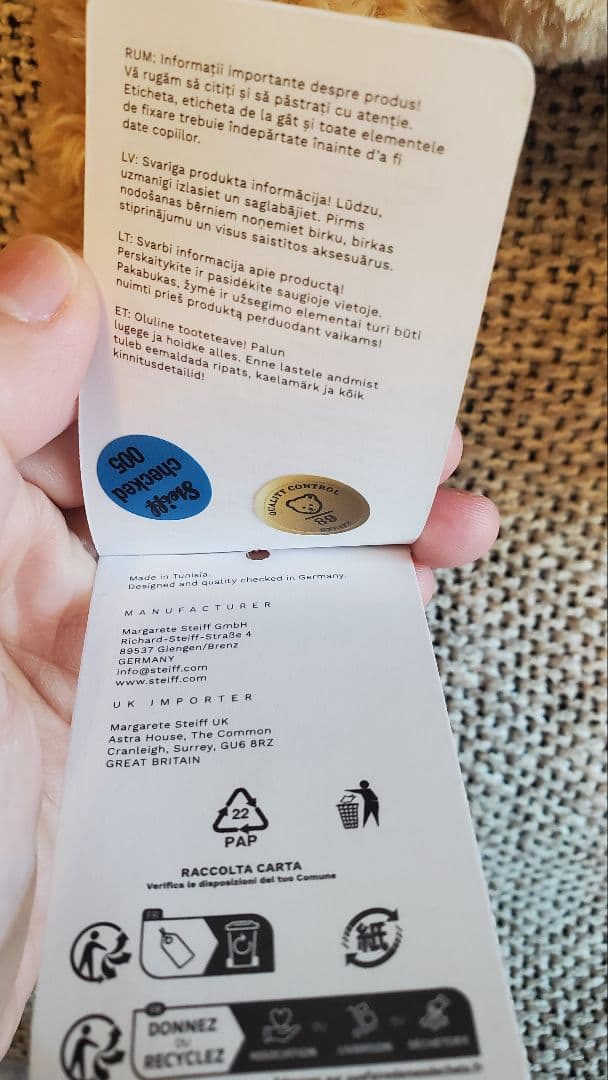 RUM: Informații importante despre produs!
Vă rugăm să citiți și să păstrați cu atenție.
Eticheta, eticheta de la gât și toate elementele
de fixare trebuie îndepărtate înainte d'a fi
date copiilor.
LV: Svarīga produkta informācija! Lūdzu,
uzmanīgi izlasiet un saglabājiet. Pirms
nodošanas bērniem noņemiet birku, birkas
stiprinājumu un visus saistītos aksesuārus.
LT: Svarbi informacija apie productą!
Perskaitykite ir pasidėkite saugioje vietoje.
Pakabukas, žymė ir užsegimo elementai turi būti
nuimti prieš produktą perduodant vaikams!
ET: Oluline tooteteave! Palun
lugege ja hoidke alles. Enne lastele andmist
tuleb eemaldada ripats, kaelamärk ja kõik
kinnitusdetailid!
Steiff
checked
005
QUALITY CONTROL
89
Made in Tunisia
Designed and quality checked in Germany.
MANUFACTURER
Margarete Steiff GmbH
Richard-Steiff-Straße 4
89537 Giengen/Brenz
GERMANY
info@steiff.com
www.steiff.com
UK IMPORTER
Margarete Steiff UK
Astra House, The Common
Cranleigh, Surrey, GU6 8RZ
GREAT BRITAIN
22
PAP
RACCOLTA CARTA
Verifica le disposizioni del tuo Comune
FR
紙
DONNEZ
OU
RECYCLEZ